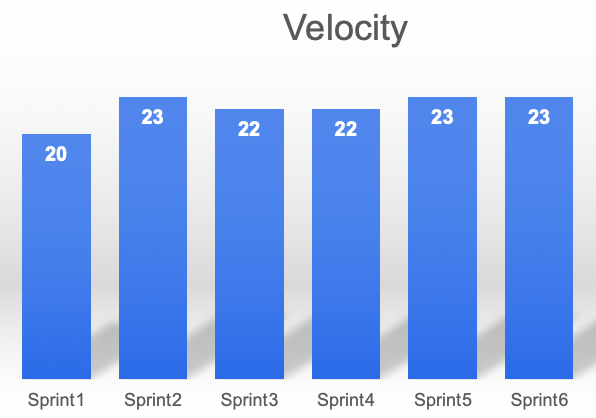 Velocity
20
23
22
22
23
23
Sprint1
Sprint2
Sprint3
Sprint4
Sprint5
Sprint6